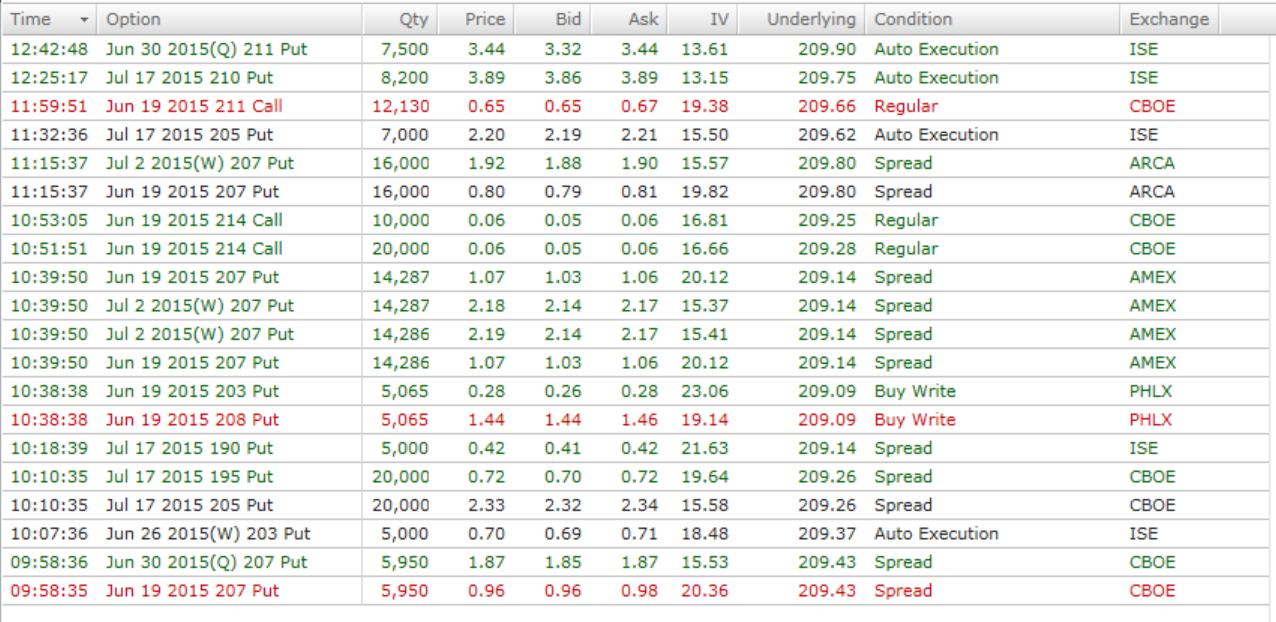 Time Option Qty Price Bid Ask IV Underlying Condition Exchange
12:42:48 Jun 30 2015(Q) 211 Put 7,500 3.44 3.32 3.44 13.61 209.90 Auto Execution ISE
12:25:17 Jul 17 2015 210 Put 8,200 3.89 3.86 3.89 13.15 209.75 Auto Execution ISE
11:59:51 Jun 19 2015 211 Call 12,130 0.65 0.65 0.67 19.38 209.66 Regular CBOE
11:32:36 Jul 17 2015 205 Put 7,000 2.20 2.19 2.21 15.50 209.62 Auto Execution ISE
11:15:37 Jul 2 2015(W) 207 Put 16,000 1.92 1.88 1.90 15.57 209.80 Spread ARCA
11:15:37 Jun 19 2015 207 Put 16,000 0.80 0.79 0.81 19.82 209.80 Spread ARCA
10:53:05 Jun 19 2015 214 Call 10,000 0.06 0.05 0.06 16.81 209.25 Regular CBOE
10:51:51 Jun 19 2015 214 Call 20,000 0.06 0.05 0.06 16.66 209.28 Regular CBOE
10:39:50 Jun 19 2015 207 Put 14,287 1.07 1.03 1.06 20.12 209.14 Spread AMEX
10:39:50 Jul 2 2015(W) 207 Put 14,287 2.18 2.14 2.17 15.37 209.14 Spread AMEX
10:39:50 Jul 2 2015(W) 207 Put 14,286 2.19 2.14 2.17 15.41 209.14 Spread AMEX
10:39:50 Jun 19 2015 207 Put 14,286 1.07 1.03 1.06 20.12 209.14 Spread AMEX
10:38:38 Jun 19 2015 203 Put 5,065 0.28 0.26 0.28 23.06 209.09 Buy Write PHLX
10:38:38 Jun 19 2015 208 Put 5,065 1.44 1.44 1.46 19.14 209.09 Buy Write PHLX
10:18:39 Jul 17 2015 190 Put 5,000 0.42 0.41 0.42 21.63 209.14 Spread ISE
10:10:35 Jul 17 2015 195 Put 20,000 0.72 0.70 0.72 19.64 209.26 Spread CBOE
10:10:35 Jul 17 2015 205 Put 20,000 2.33 2.32 2.34 15.58 209.26 Spread CBOE
10:07:36 Jun 26 2015(W) 203 Put 5,000 0.70 0.69 0.71 18.48 209.37 Auto Execution ISE
09:58:36 Jun 30 2015(Q) 207 Put 5,950 1.87 1.85 1.87 15.53 209.43 Spread CBOE
09:58:35 Jun 19 2015 207 Put 5,950 0.96 0.96 0.98 20.36 209.43 Spread CBOE